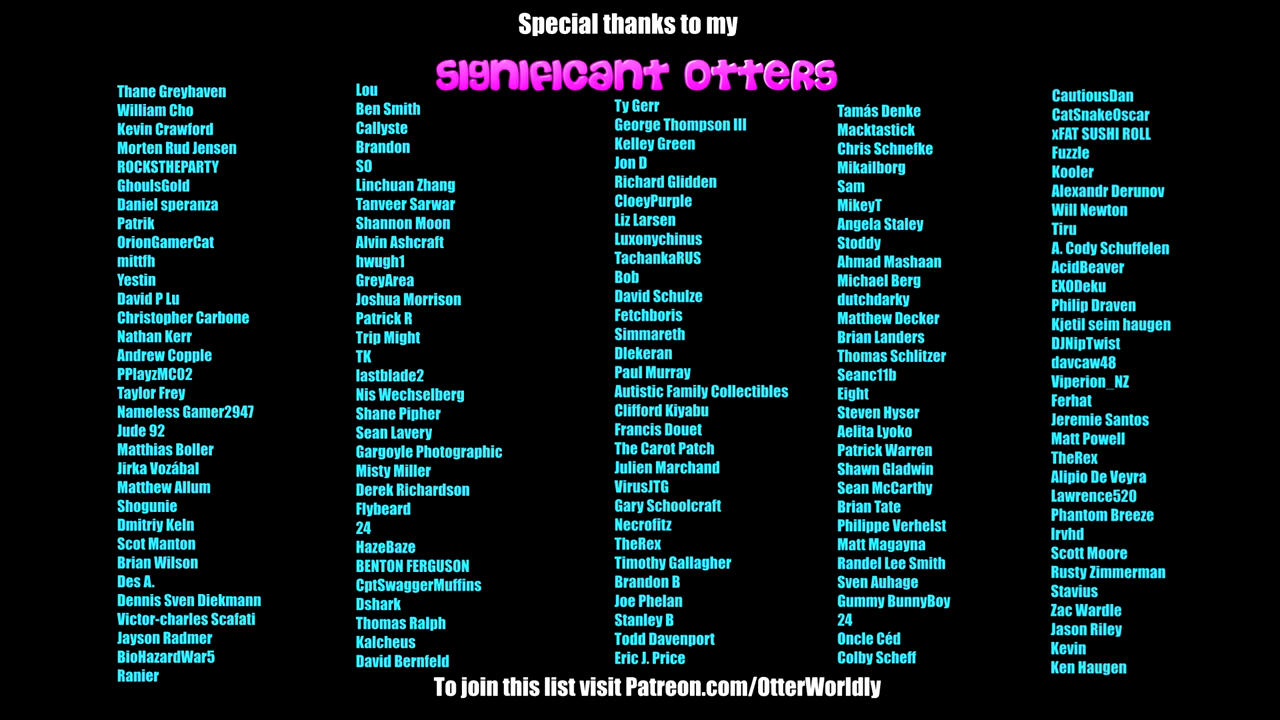 Special thanks to my
SIGNIFICANT OTTERS
Thane Greyhaven
William Cho
Kevin Crawford
Morten Rud Jensen
ROCKSTHEPARTY
GhoulsGold
Daniel speranza
Patrik
OrionGamerCat
mittfh
Yestin
David P Lu
Christopher Carbone
Nathan Kerr
Andrew Copple
PPlayzMCO2
Taylor Frey
Nameless Gamer2947
Jude 92
Matthias Boller
Jirka Vozábal
Matthew Allum
Shogunie
Dmitriy Keln
Scot Manton
Brian Wilson
Des A.
Dennis Sven Diekmann
Victor-charles Scafati
Jayson Radmer
BioHazardWar5
Ranier
Lou
Ben Smith
Callyste
Brandon
SO
Linchuan Zhang
Tanveer Sarwar
Shannon Moon
Alvin Ashcraft
hwugh1
GreyArea
Joshua Morrison
Patrick R
Trip Might
TK
lastblade2
Nis Wechselberg
Shane Pipher
Sean Lavery
Gargoyle Photographic
Misty Miller
Derek Richardson
Flybeard
24
HazeBaze
BENTON FERGUSON
CptSwaggerMuffins
Dshark
Thomas Ralph
Kalcheus
David Bernfeld
Ty Gerr
George Thompson III
Kelley Green
Jon D
Richard Glidden
CloeyPurple
Liz Larsen
Luxonychinus
TachankaRUS
Bob
David Schulze
Fetchboris
Simmareth
Dlekeran
Paul Murray
Autistic Family Collectibles
Clifford Kiyabu
Francis Douet
The Carot Patch
Julien Marchand
VirusJTG
Gary Schoolcraft
Necrofitz
TheRex
Timothy Gallagher
Brandon B
Joe Phelan
Stanley B
Todd Davenport
Eric J. Price
Tamás Denke
Macktastick
Chris Schnefke
Mikailborg
Sam
MikeyT
Angela Staley
Stoddy
Ahmad Mashaan
Michael Berg
dutchdarky
Matthew Decker
Brian Landers
Thomas Schlitzer
Seanc11b
Eight
Steven Hyser
Aelita Lyoko
Patrick Warren
Shawn Gladwin
Sean McCarthy
Brian Tate
Philippe Verhelst
Matt Magayna
Randel Lee Smith
Sven Auhage
Gummy BunnyBoy
24
Oncle Céd
Colby Scheff
CautiousDan
CatSnakeOscar
xFAT SUSHI ROLL
Fuzzle
Kooler
Alexandr Derunov
Will Newton
Tiru
A. Cody Schuffelen
AcidBeaver
EXODeku
Philip Draven
Kjetil seim haugen
DJNipTwist
davcaw48
Viperion_NZ
Ferhat
Jeremie Santos
Matt Powell
TheRex
Alipio De Veyra
Lawrence520
Phantom Breeze
Irvhd
Scott Moore
Rusty Zimmerman
Stavius
Zac Wardle
Jason Riley
Kevin
Ken Haugen
To join this list visit Patreon.com/OtterWorldly